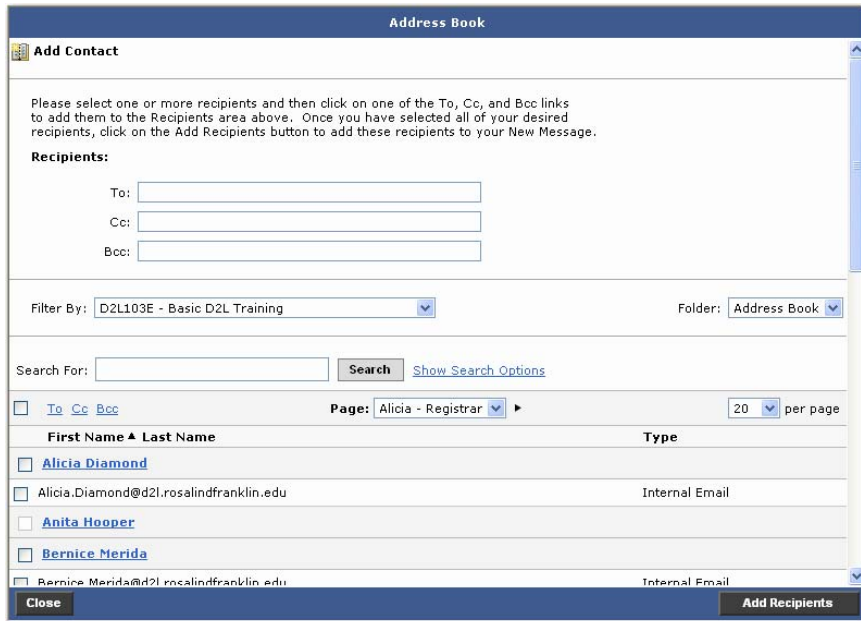 Address Book
Add Contact
Please select one or more recipients and then click on one of the To, Cc, and Bcc links
to add them to the Recipients area above. Once you have selected all of your desired
recipients, click on the Add Recipients button to add these recipients to your New Message.
Recipients:
To:
Cc:
Bcc:
Filter By: D2L103E - Basic D2L Training Folder: Address Book
Search For: Search Show Search Options
To Cc Bcc Page: Alicia - Registrar 20 per page
First Name Last Name Type
Alicia Diamond
Alicia.Diamond@d2l.rosalindfranklin.edu Internal Email
Anita Hooper
Bernice Merida
Bernice.Merida@d2l.rosalindfranklin.edu Internal Email
Close Add Recipients